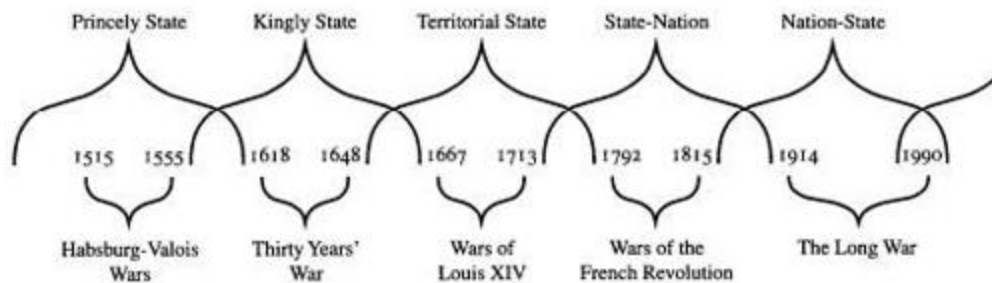 Princely State Kingly State Territorial State State-Nation Nation-State
1515 1555 1618 1648 1667 1713 1792 1815 1914 1990
Habsburg-Valois Thirty Years’ Wars of Wars of the The Long War
Wars War Louis XIV French Revolution